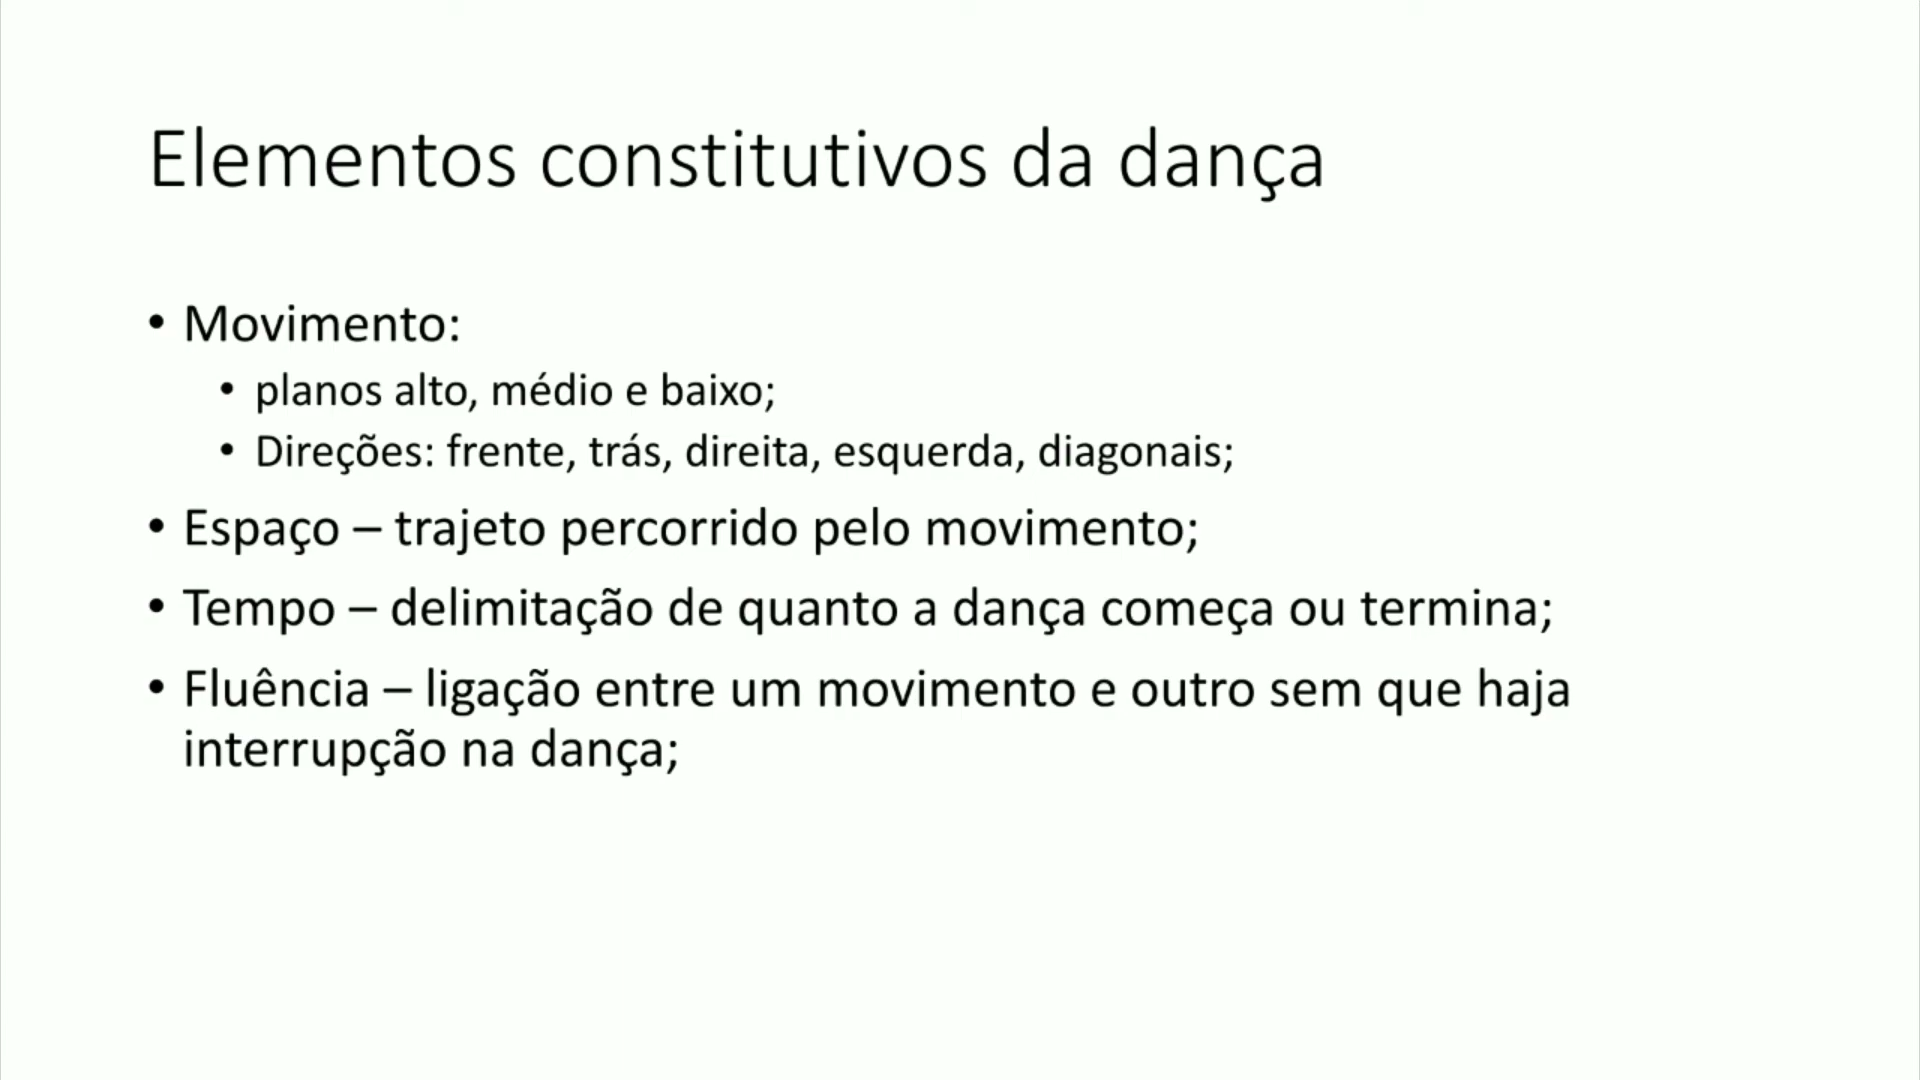 Elementos constitutivos da dança
• Movimento:
• planos alto, médio e baixo;
• Direções: frente, trás, direita, esquerda, diagonais;
• Espaço – trajeto percorrido pelo movimento;
• Tempo – delimitação de quanto a dança começa ou termina;
• Fluência – ligação entre um movimento e outro sem que haja
interrupção na dança;